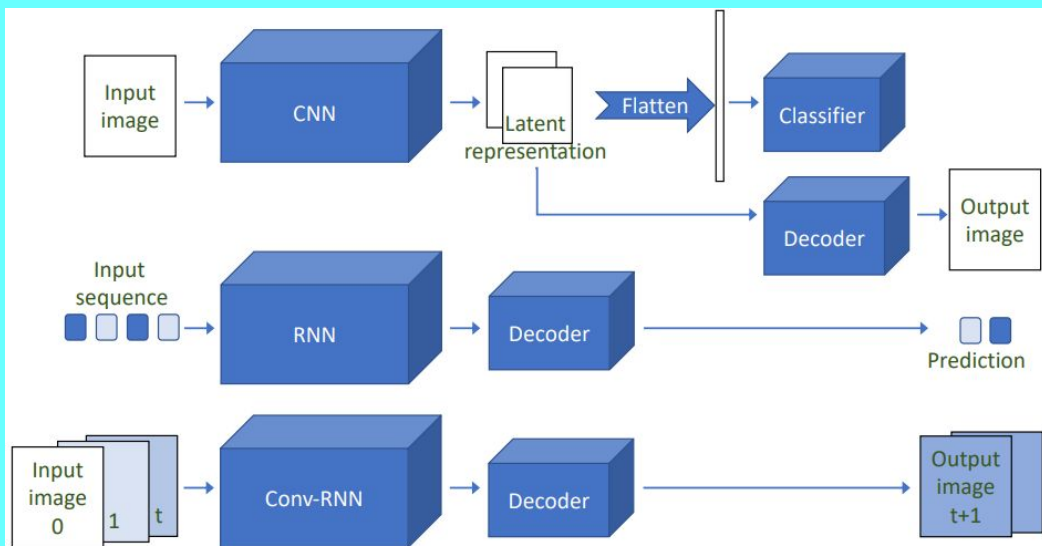 Input
image
CNN
Latent
representation
Flatten
Classifier
Decoder
Output
image
Input
sequence
RNN
Decoder
Prediction
Input
image
0
1
t
Conv-RNN
Decoder
Output
image
t+1